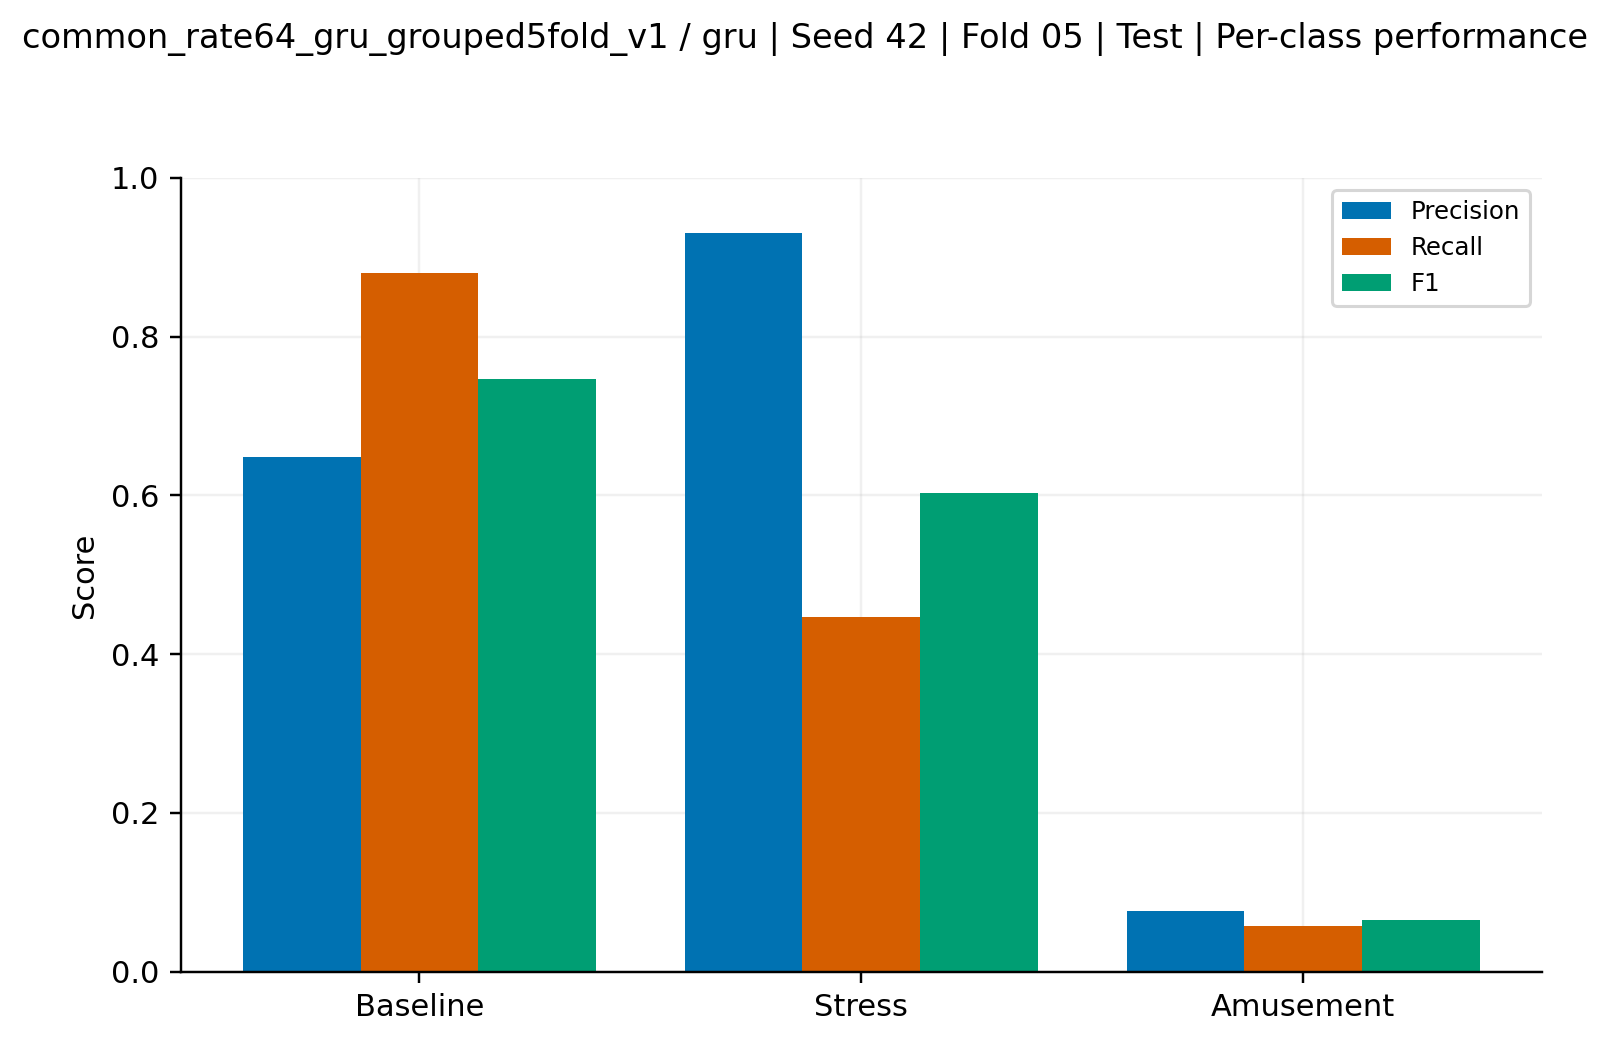 common_rate64_gru_grouped5fold_v1 / gru | Seed 42 | Fold 05 | Test | Per-class performance
1.0
0.8
0.6
0.4
0.2
0.0
Score
Precision
Recall
F1
Baseline
Stress
Amusement